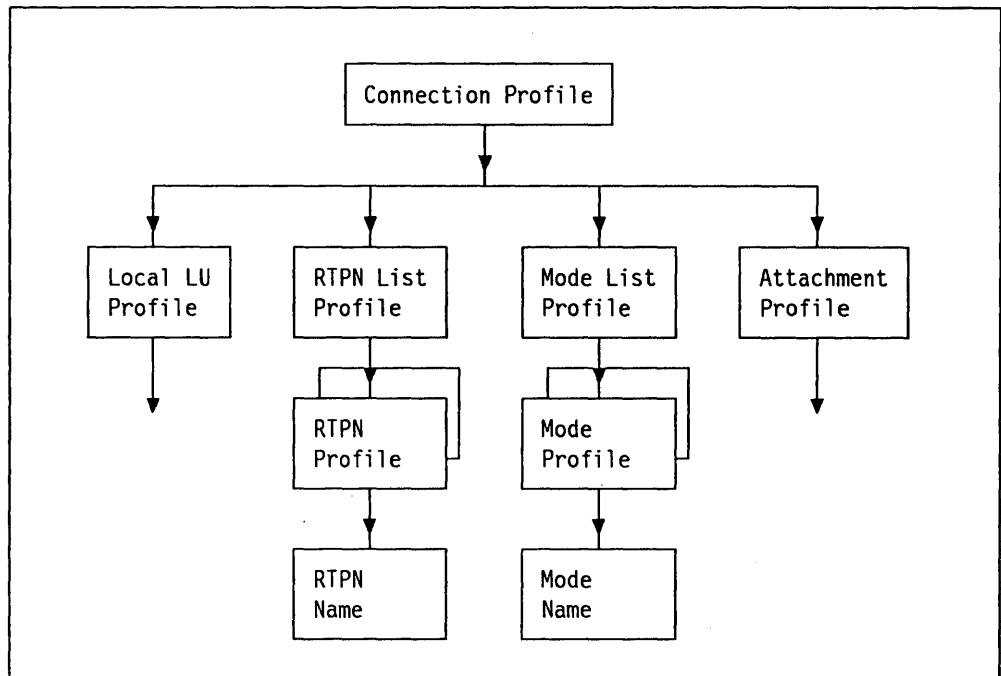 Connection Profile
Local LU
Profile
RTPN List
Profile
Mode List
Profile
Attachment
Profile
RTPN
Profile
Mode
Profile
RTPN
Name
Mode
Name